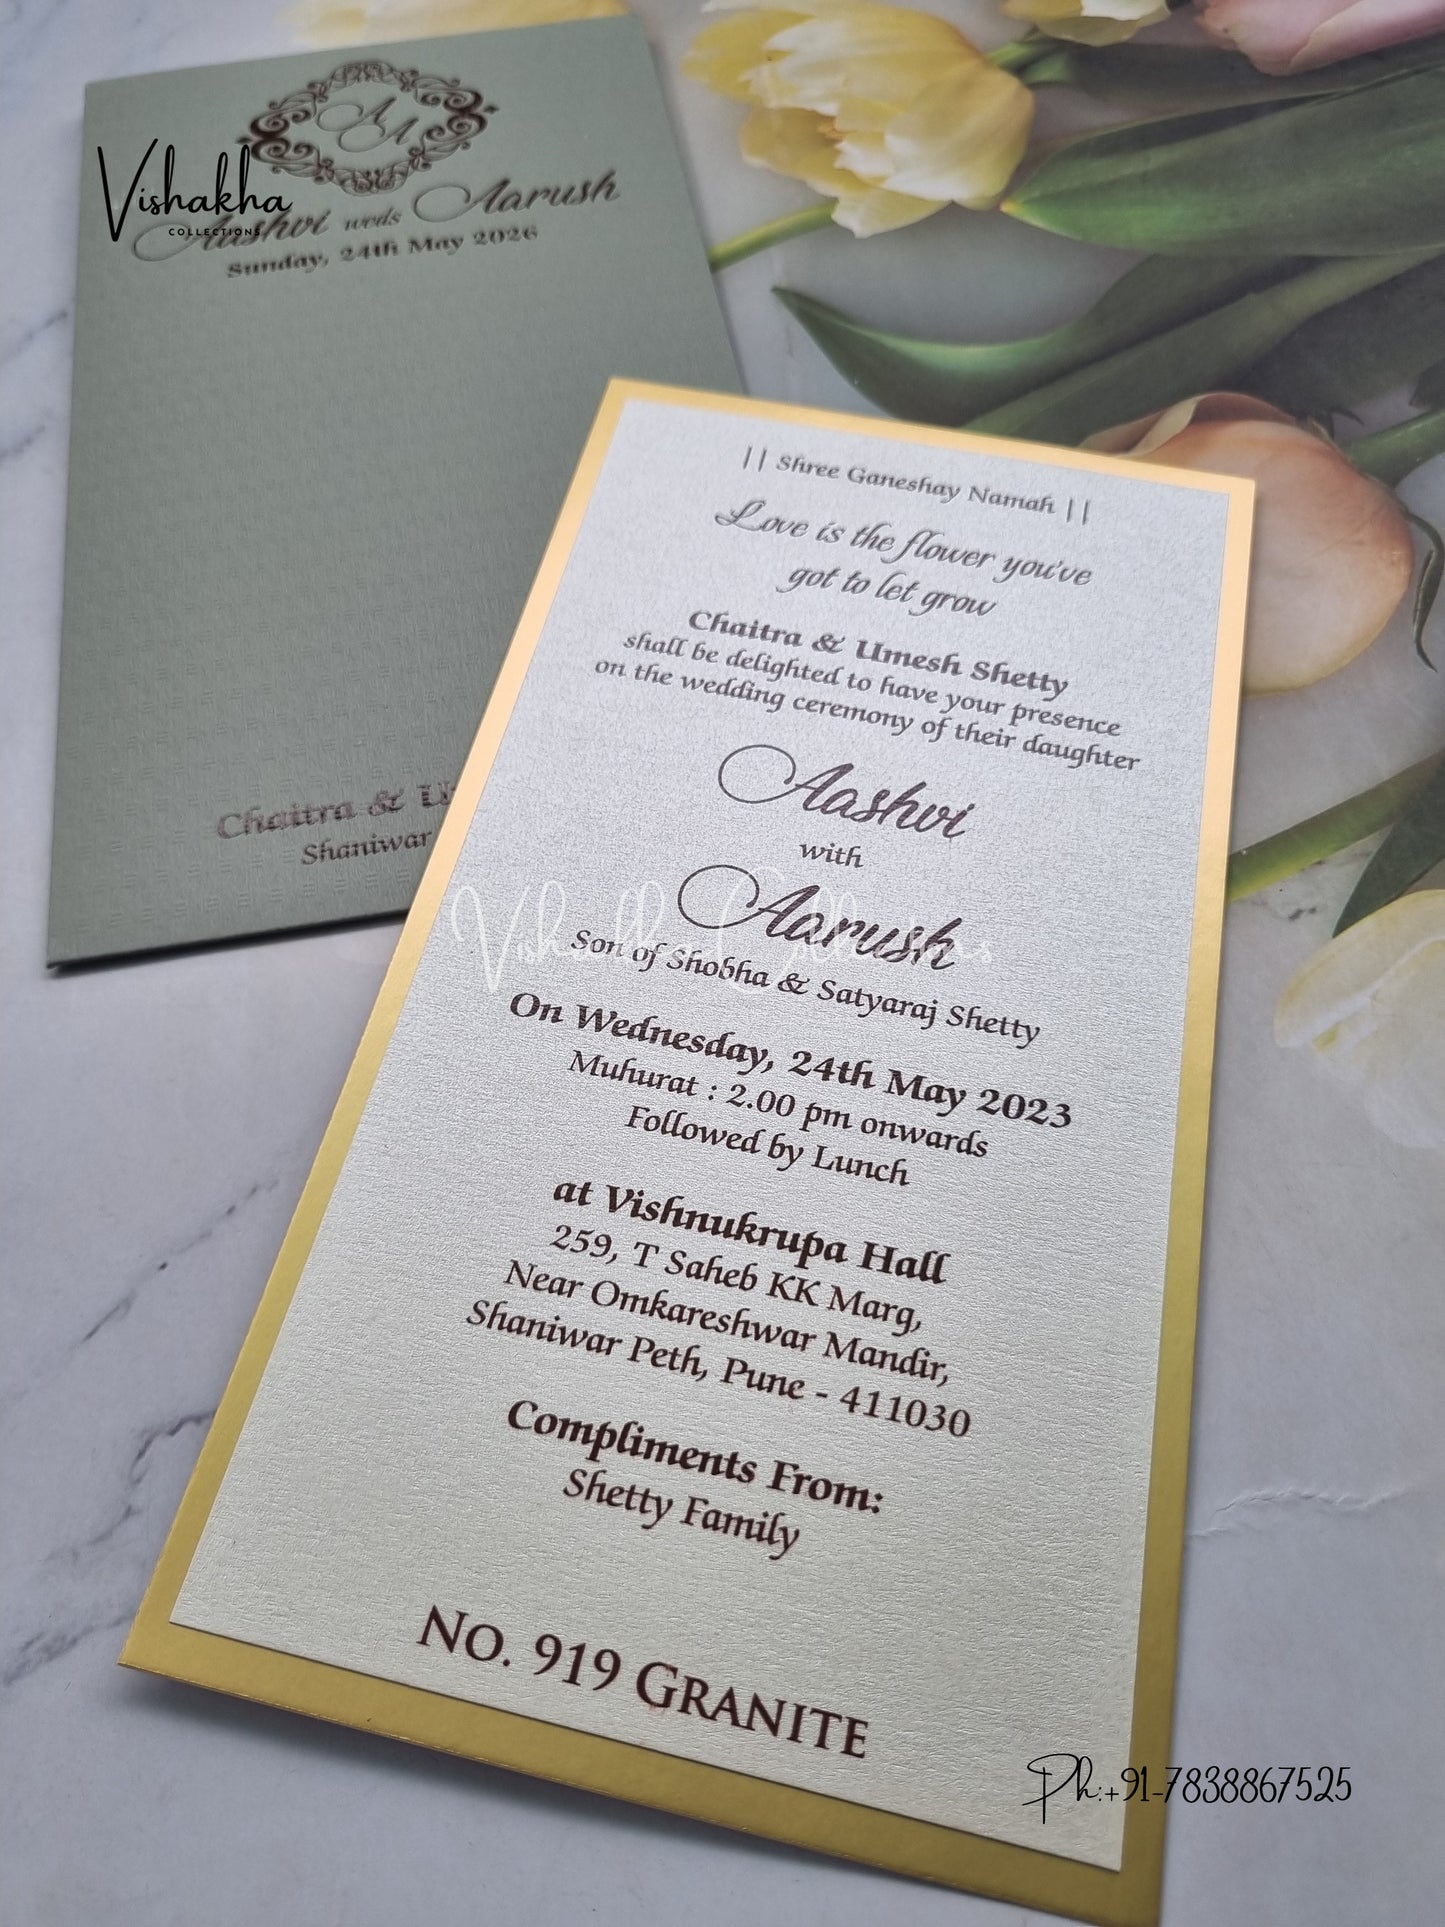 A A
Vishakha
COLLECTIONS
Aashvi weds Aarush
Sunday, 24th May 2026
Chaitra &
Shaniwar
|| Shree Ganeshay Namah ||
Love is the flower you've
got to let grow
Chaitra & Umesh Shetty
shall be delighted to have your presence
on the wedding ceremony of their daughter
Aashvi
with
Aarush
Vishakha Collections
Son of Shobha & Satyaraj Shetty
On Wednesday, 24th May 2023
Muhurat : 2.00 pm onwards
Followed by Lunch
at Vishnukrupa Hall
259, T Saheb KK Marg,
Near Omkareshwar Mandir,
Shaniwar Peth, Pune - 411030
Compliments From:
Shetty Family
No. 919 GRANITE
Ph:+91-7838867525